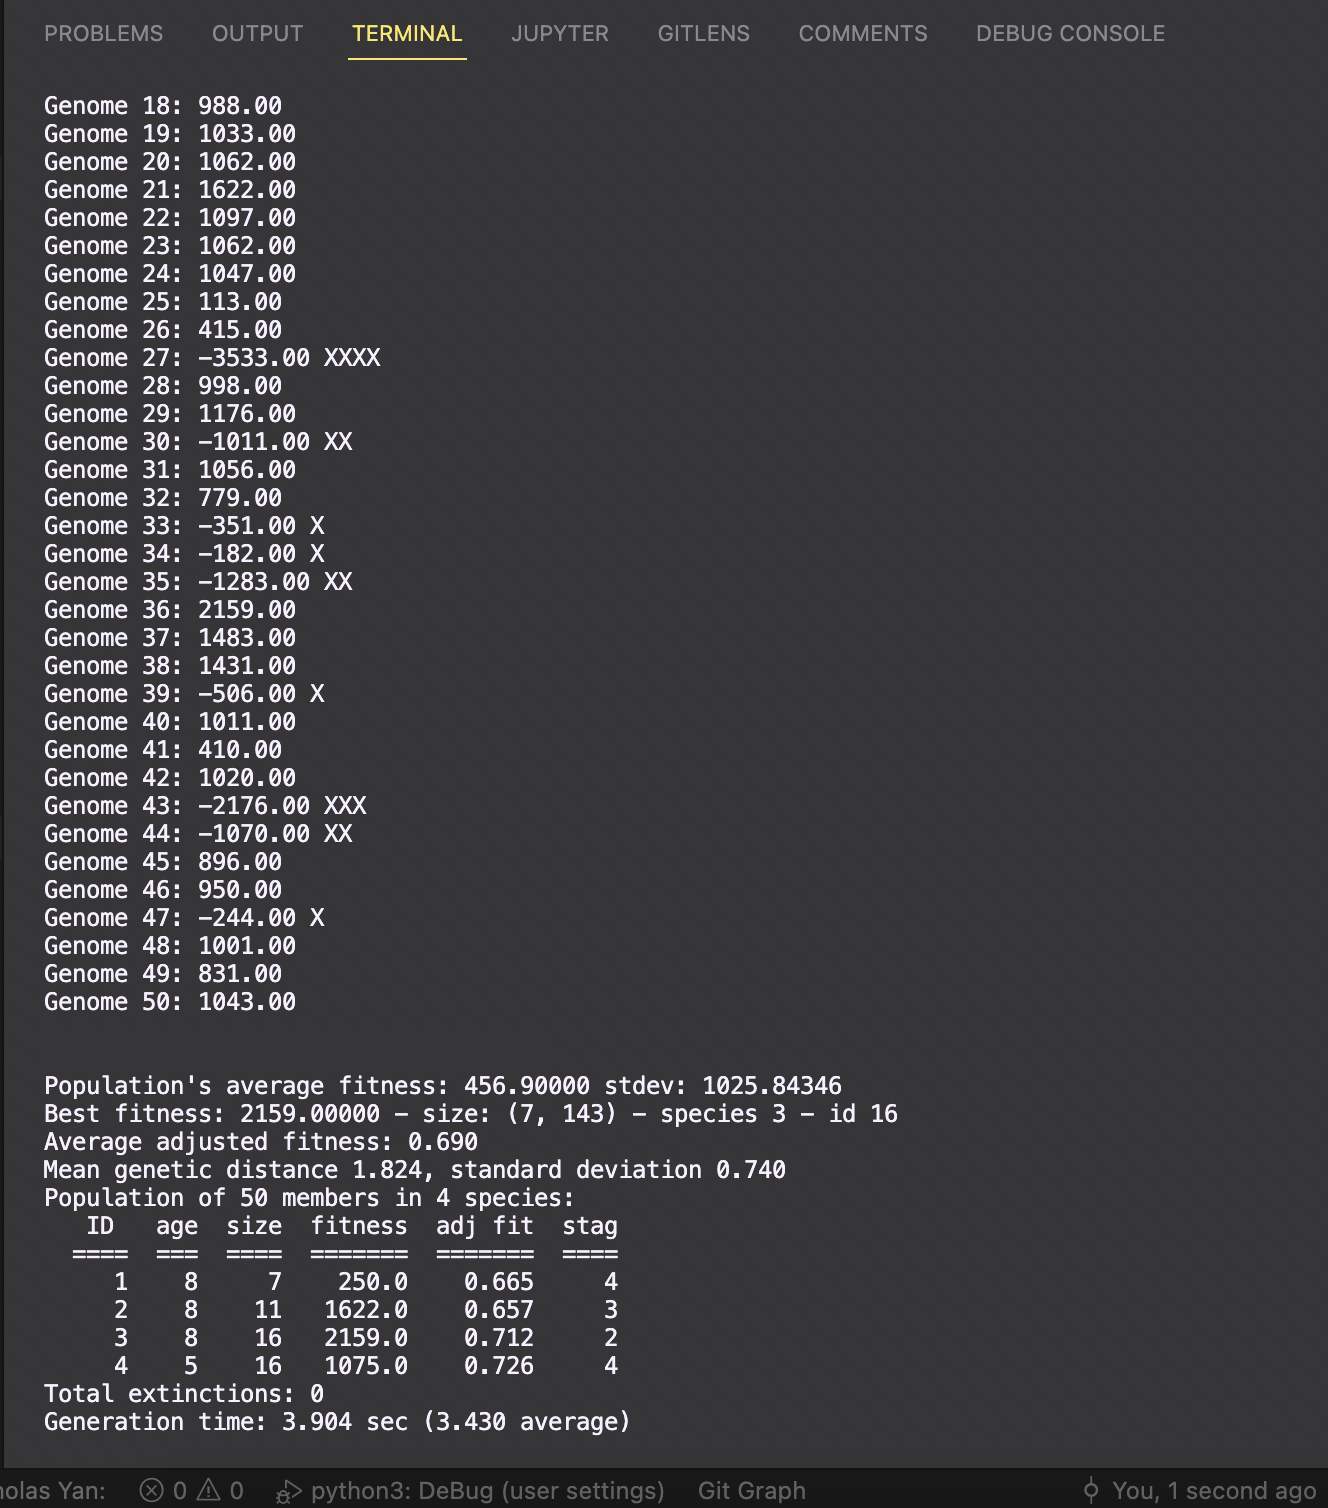 PROBLEMS OUTPUT TERMINAL JUPYTER GITLENS COMMENTS DEBUG CONSOLE
Genome 18: 988.00
Genome 19: 1033.00
Genome 20: 1062.00
Genome 21: 1622.00
Genome 22: 1097.00
Genome 23: 1062.00
Genome 24: 1047.00
Genome 25: 113.00
Genome 26: 415.00
Genome 27: -3533.00 XXXX
Genome 28: 998.00
Genome 29: 1176.00
Genome 30: -1011.00 XX
Genome 31: 1056.00
Genome 32: 779.00
Genome 33: -351.00 X
Genome 34: -182.00 X
Genome 35: -1283.00 XX
Genome 36: 2159.00
Genome 37: 1483.00
Genome 38: 1431.00
Genome 39: -506.00 X
Genome 40: 1011.00
Genome 41: 410.00
Genome 42: 1020.00
Genome 43: -2176.00 XXX
Genome 44: -1070.00 XX
Genome 45: 896.00
Genome 46: 950.00
Genome 47: -244.00 X
Genome 48: 1001.00
Genome 49: 831.00
Genome 50: 1043.00
Population's average fitness: 456.90000 stdev: 1025.84346
Best fitness: 2159.00000 - size: (7, 143) - species 3 - id 16
Average adjusted fitness: 0.690
Mean genetic distance 1.824, standard deviation 0.740
Population of 50 members in 4 species:
ID age size fitness adj fit stag
==== === ==== ======= ======= ====
1 8 7 250.0 0.665 4
2 8 11 1622.0 0.657 3
3 8 16 2159.0 0.712 2
4 5 16 1075.0 0.726 4
Total extinctions: 0
Generation time: 3.904 sec (3.430 average)
olas Yan: 0 0 python3: DeBug (user settings) Git Graph You, 1 second ago